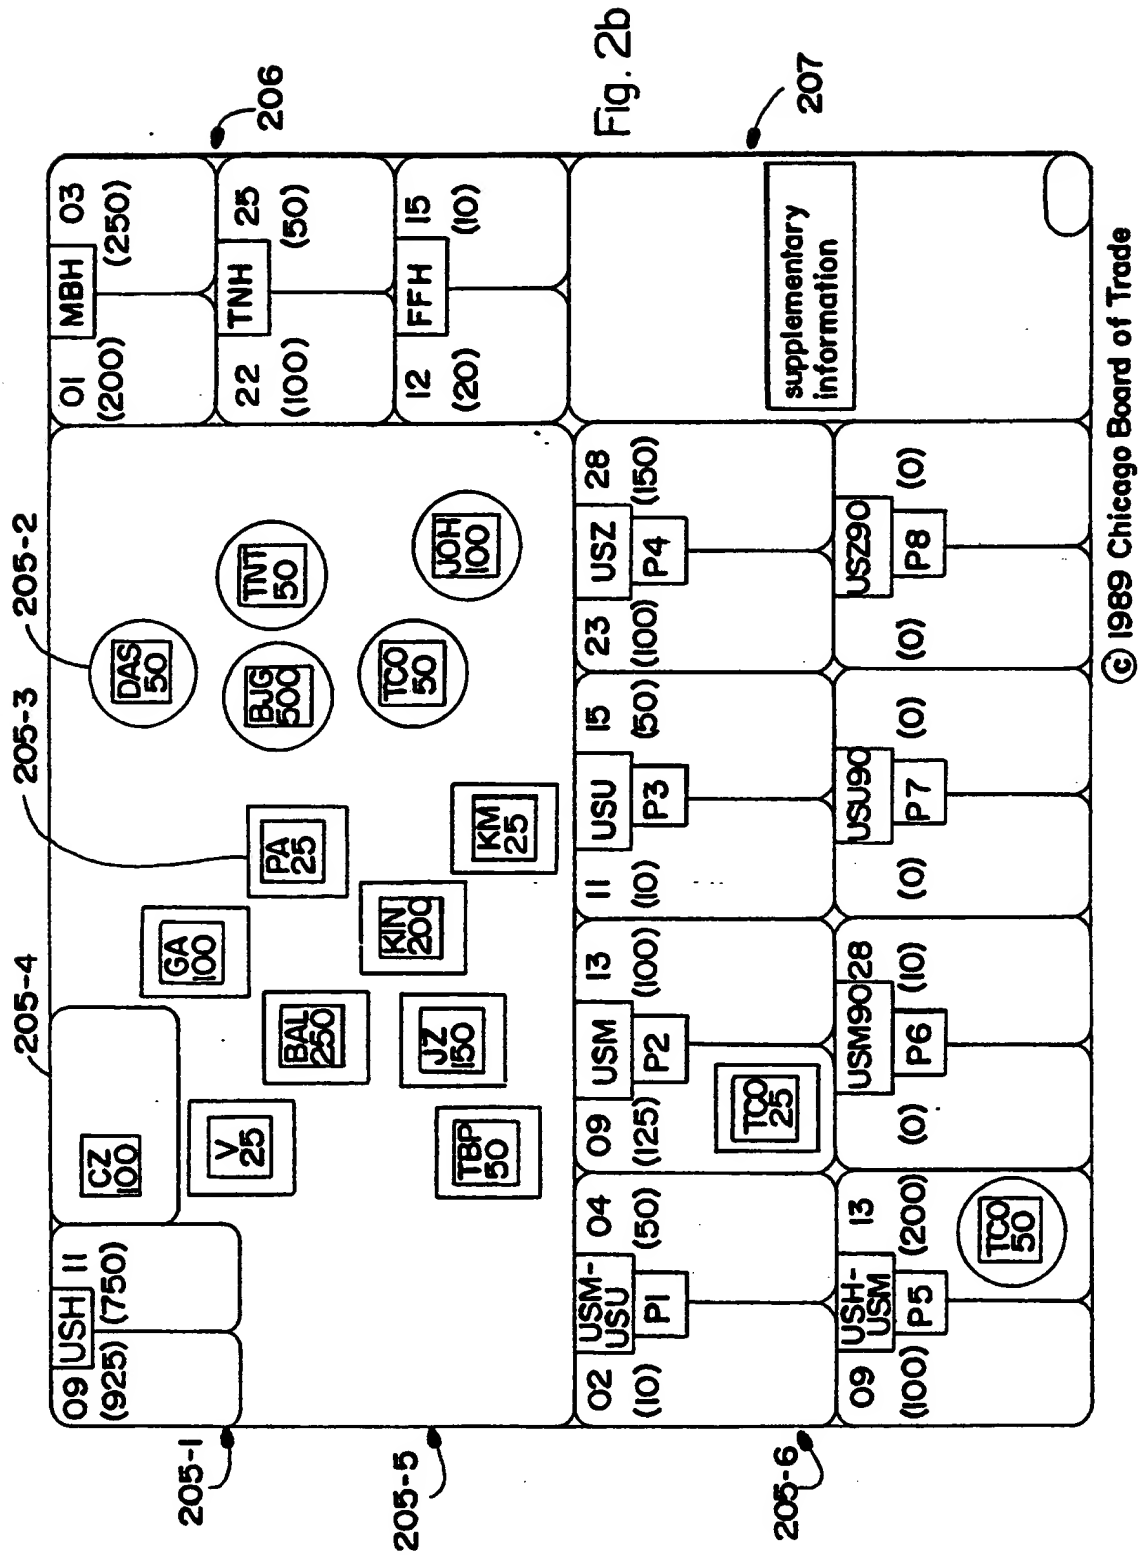 205-4
205-3
205-2
09
USH
11
(925)
(750)
CZ
100
V
25
GA
100
BAL
250
PA
25
TBP
50
JZ
150
KIN
200
KM
25
DAS
50
BJG
500
TNT
50
TCO
50
JOH
100
01
MBH
03
(200)
(250)
22
TNH
25
(100)
(50)
12
FFH
15
(20)
(10)
206
205-1
205-5
205-6
02
USM-
USU
04
(10)
P1
(50)
09
USM
13
(125)
P2
(100)
TCO
25
11
USU
15
(10)
P3
(50)
23
USZ
28
(100)
P4
(150)
09
USH-
USM
13
(100)
P5
(200)
TCO
50
USM90
28
(0)
P6
(10)
USU90
(0)
P7
(0)
USZ90
(0)
P8
(0)
supplementary
information
Fig. 2b
207
© 1989 Chicago Board of Trade